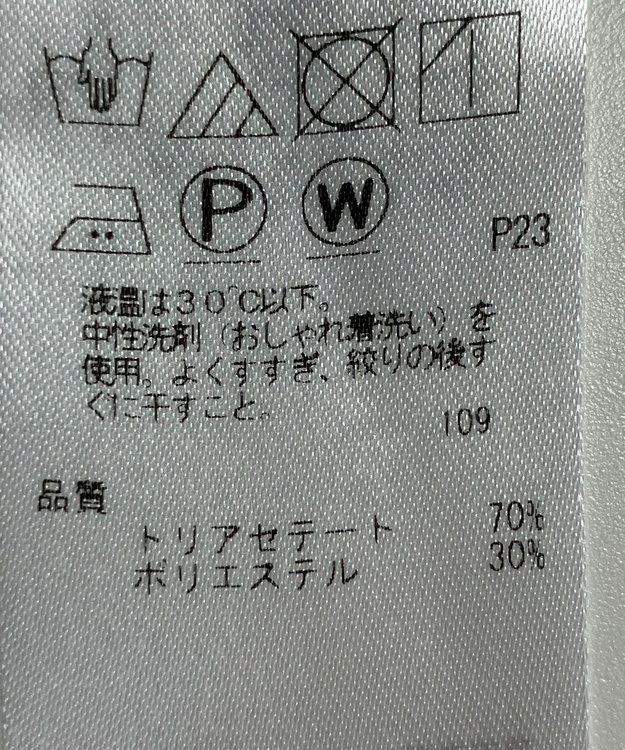 P
W
P23
液温は30℃以下。
中性洗剤（おしゃれ着洗い）を
使用。よくすすぎ、絞りの後す
ぐに干すこと。
109
品質
トリアセテート 70%
ポリエステル 30%